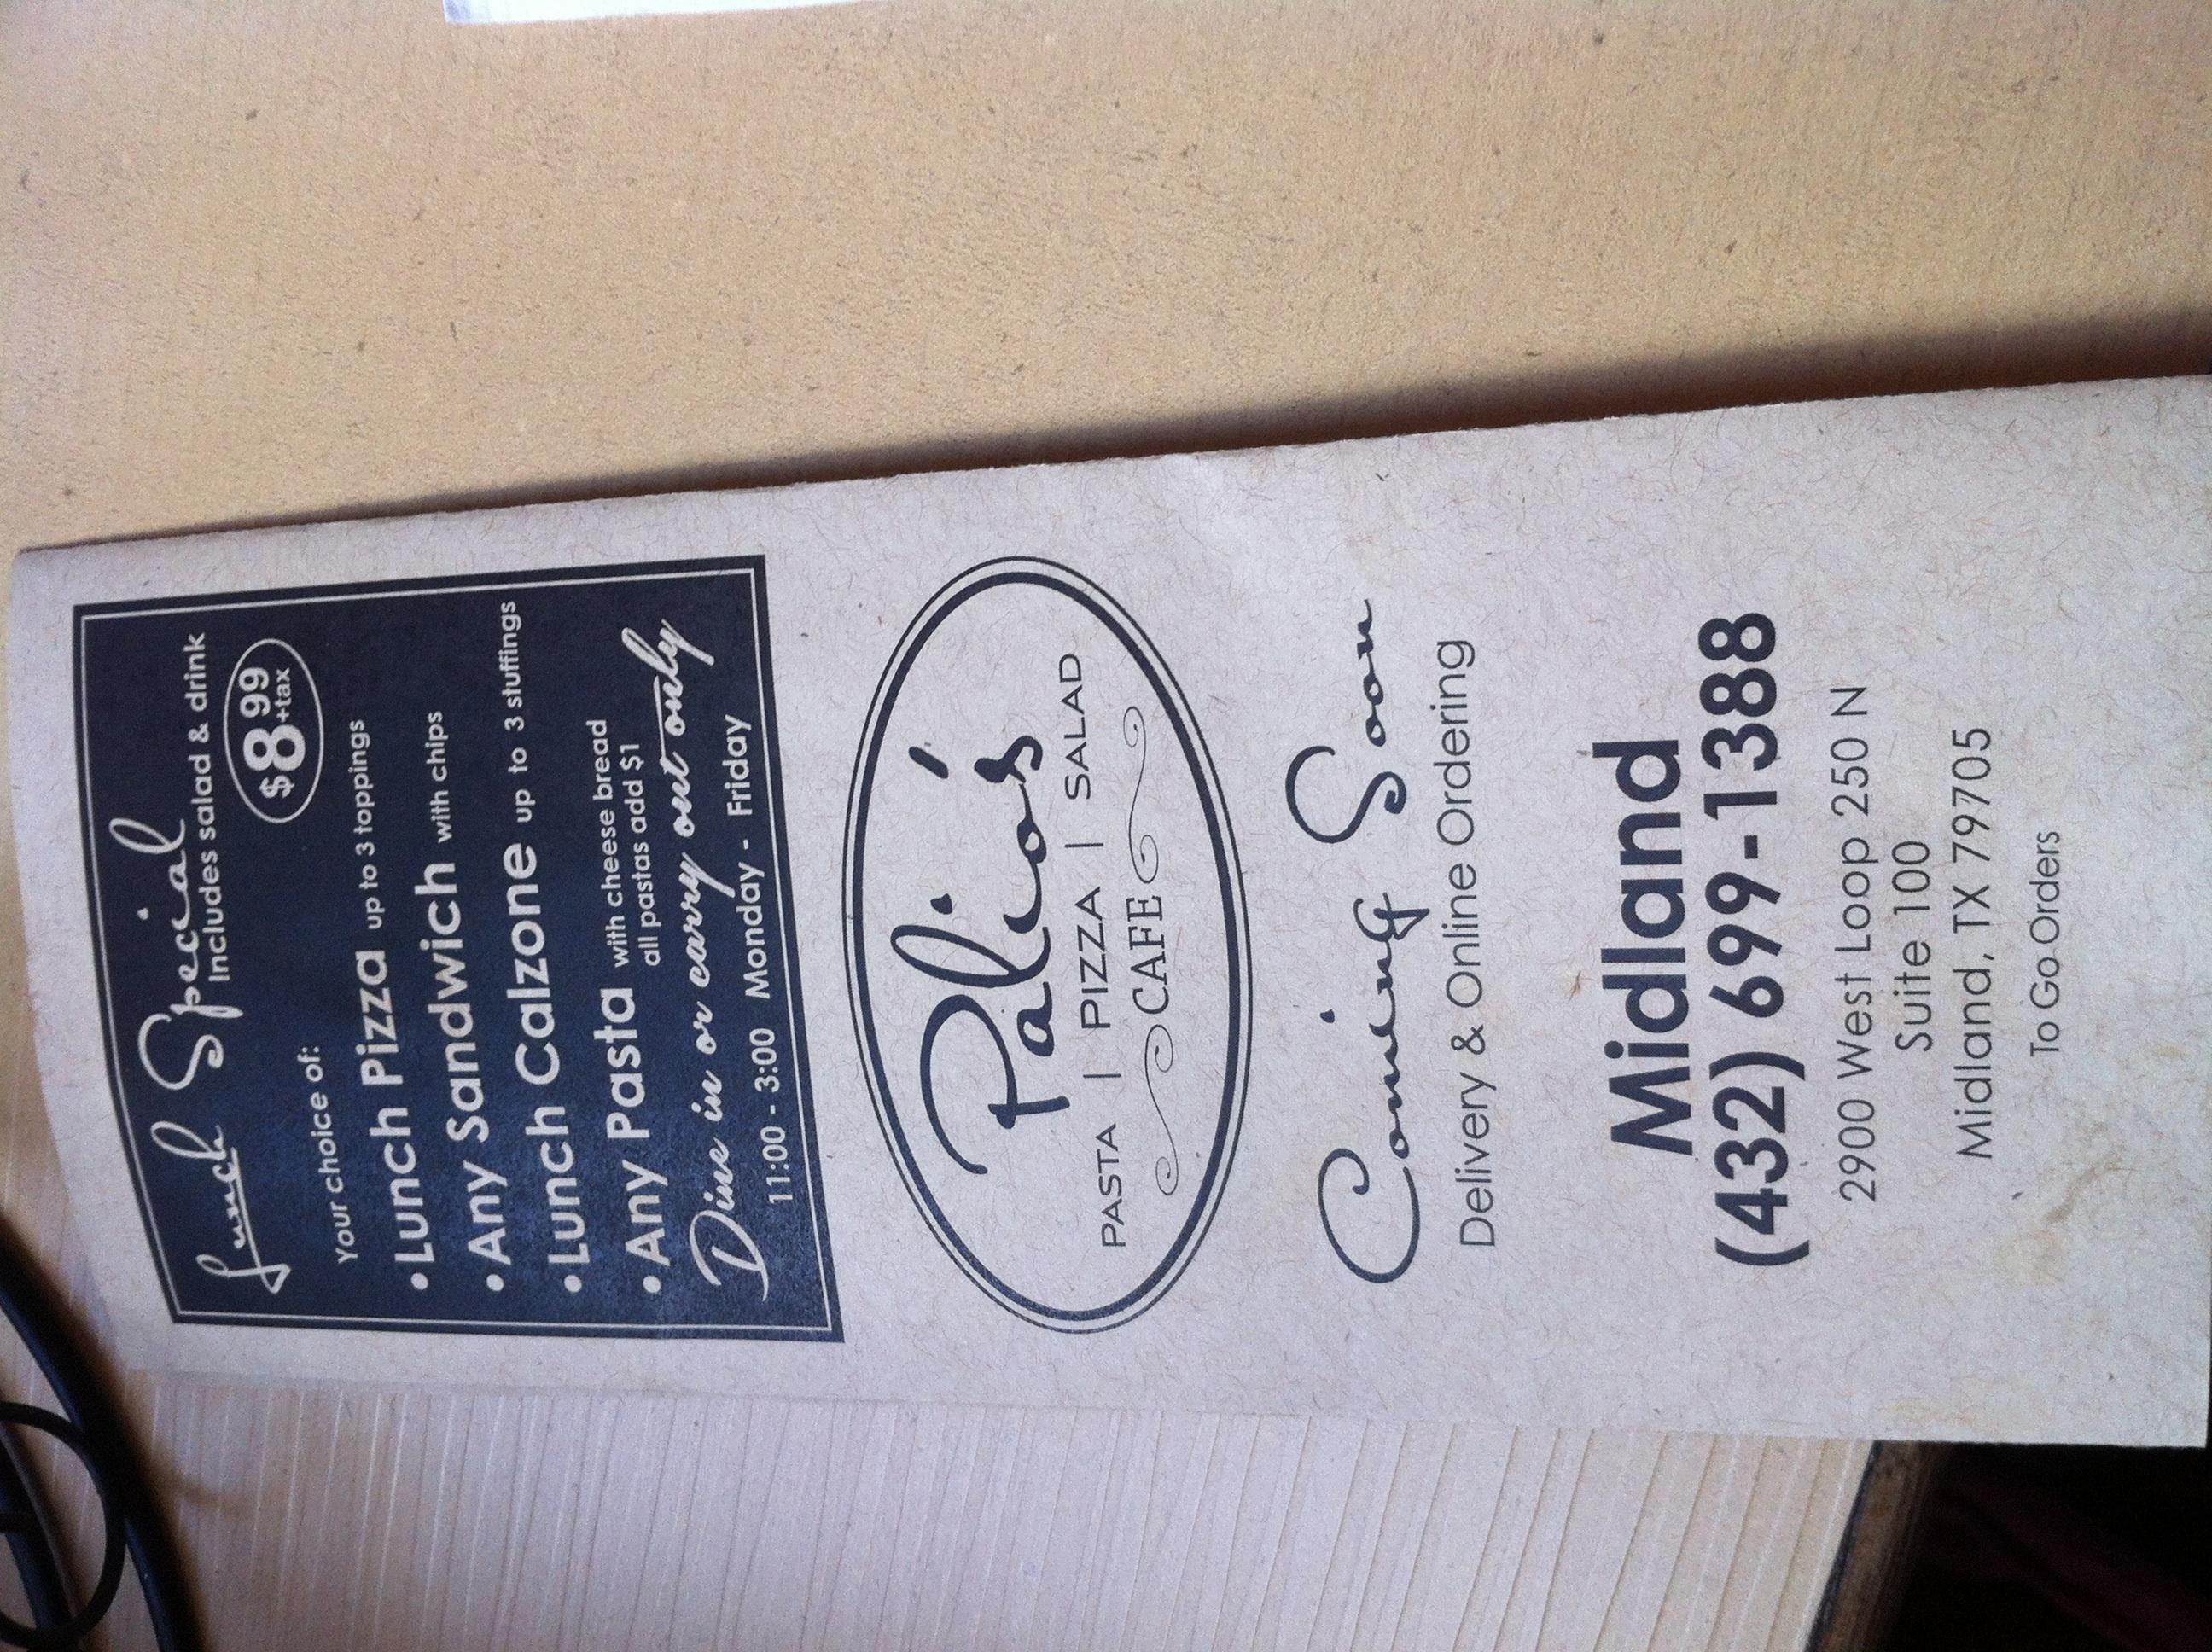 Lunch Special
Includes salad & drink
$8.99 +tax
Your choice of:
• Lunch Pizza up to 3 toppings
• Any Sandwich with chips
• Lunch Calzone up to 3 stuffings
• Any Pasta with cheese bread
all pastas add $1
Dine in or carry out only
11:00 - 3:00 Monday - Friday
Palio's
PASTA | PIZZA | SALAD
CAFE
Coming Soon
Delivery & Online Ordering
Midland
(432) 699-1388
2900 West Loop 250 N
Suite 100
Midland, TX 79705
To Go Orders